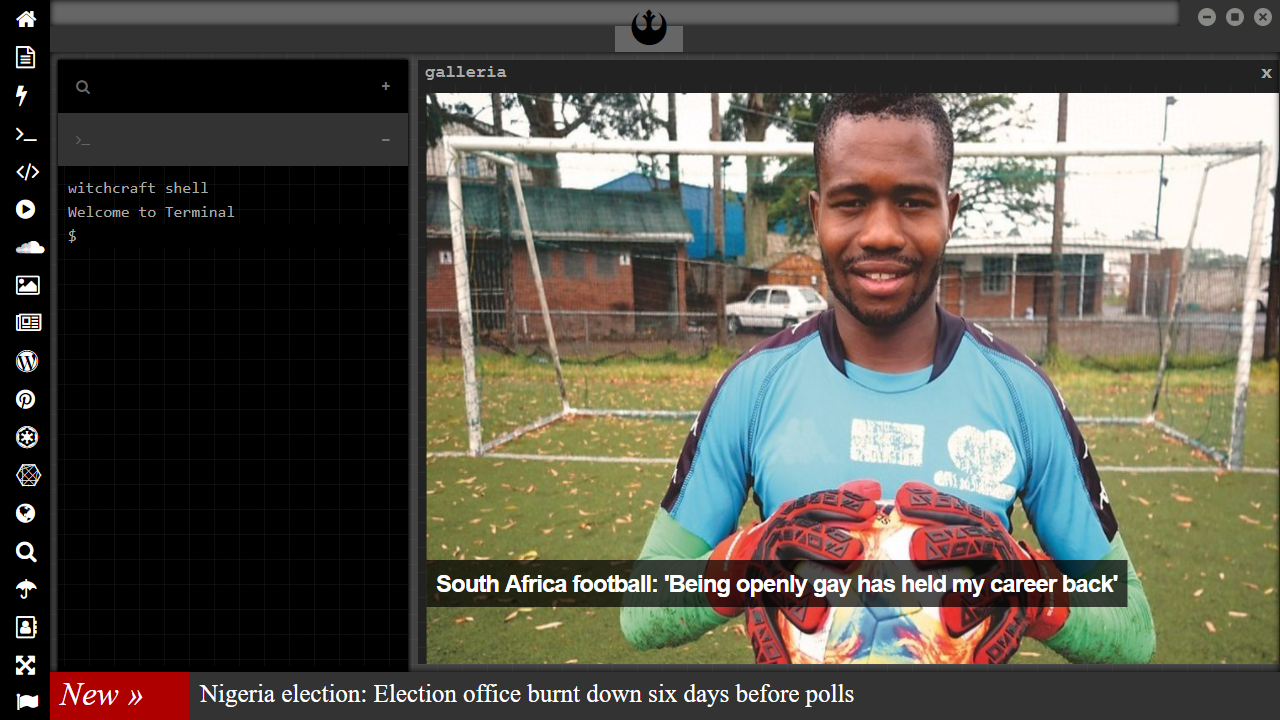 galleria
x
+
>_
−
witchcraft shell
Welcome to Terminal
$
South Africa football: 'Being openly gay has held my career back'
New »
Nigeria election: Election office burnt down six days before polls